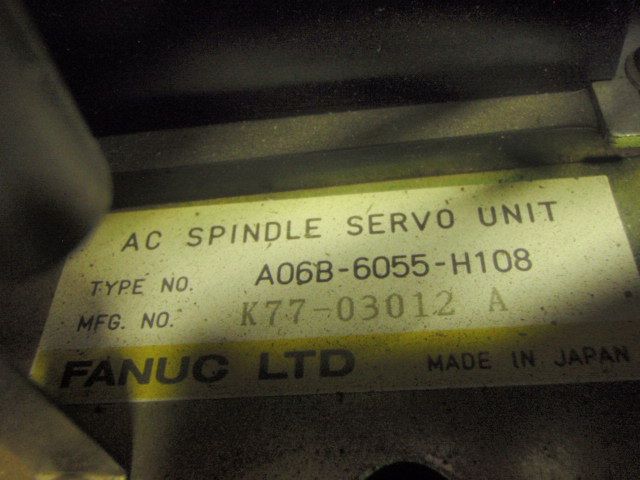 AC SPINDLE SERVO UNIT
TYPE NO. A06B-6055-H108
MFG. NO. K77-03012 A
FANUC LTD MADE IN JAPAN